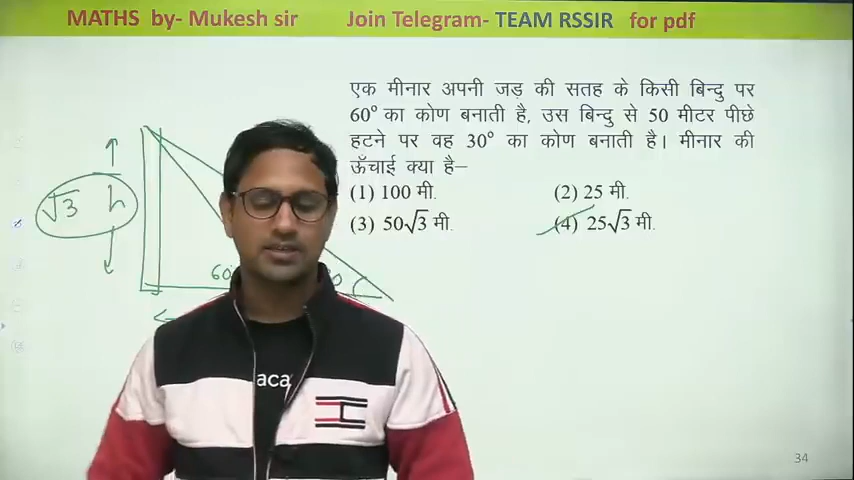 MATHS by- Mukesh sir Join Telegram- TEAM RSSIR for pdf
एक मीनार अपनी जड़ की सतह के किसी बिन्दु पर
60° का कोण बनाती है, उस बिन्दु से 50 मीटर पीछे
हटने पर वह 30° का कोण बनाती है। मीनार की
ऊँचाई क्या है–
(1) 100 मी. (2) 25 मी.
(3) 50√3 मी. (4) 25√3 मी.
√3 h
60°
aca
34